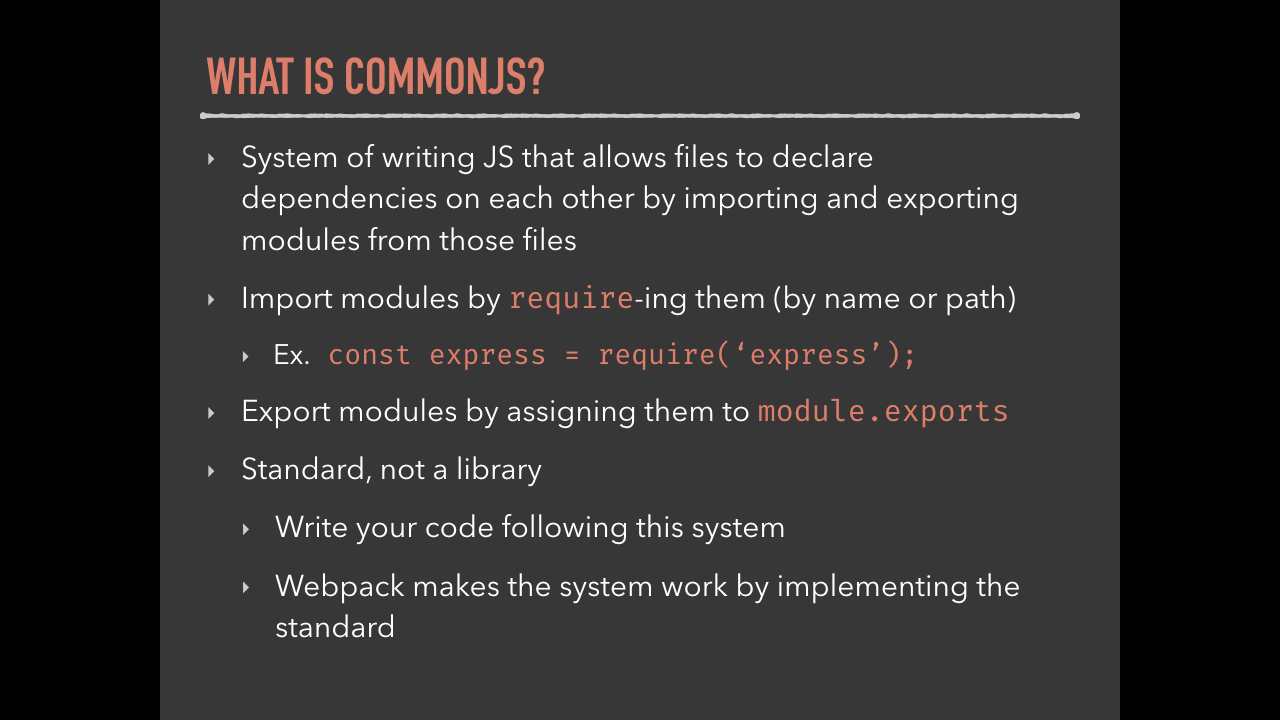 WHAT IS COMMONJS?
‣ System of writing JS that allows files to declare
dependencies on each other by importing and exporting
modules from those files
‣ Import modules by require-ing them (by name or path)
‣ Ex. const express = require(‘express’);
‣ Export modules by assigning them to module.exports
‣ Standard, not a library
‣ Write your code following this system
‣ Webpack makes the system work by implementing the
standard